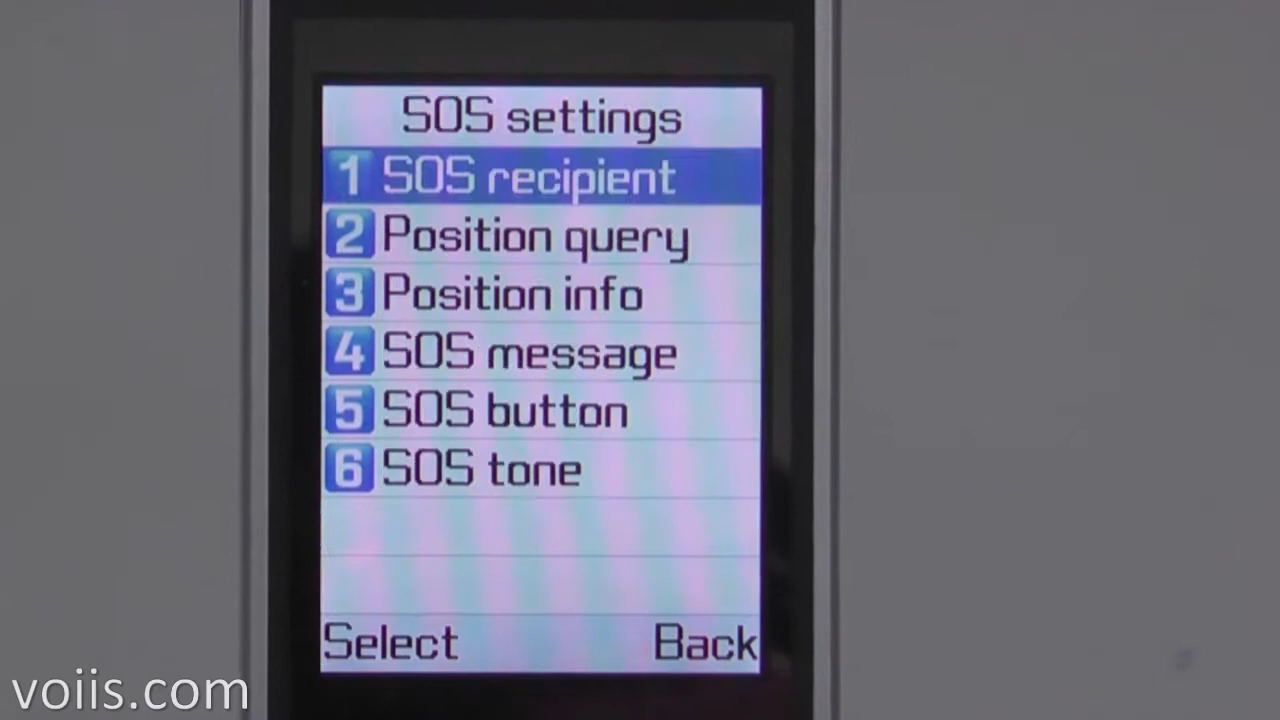 SOS settings
1 SOS recipient
2 Position query
3 Position info
4 SOS message
5 SOS button
6 SOS tone
Select Back
voiis.com